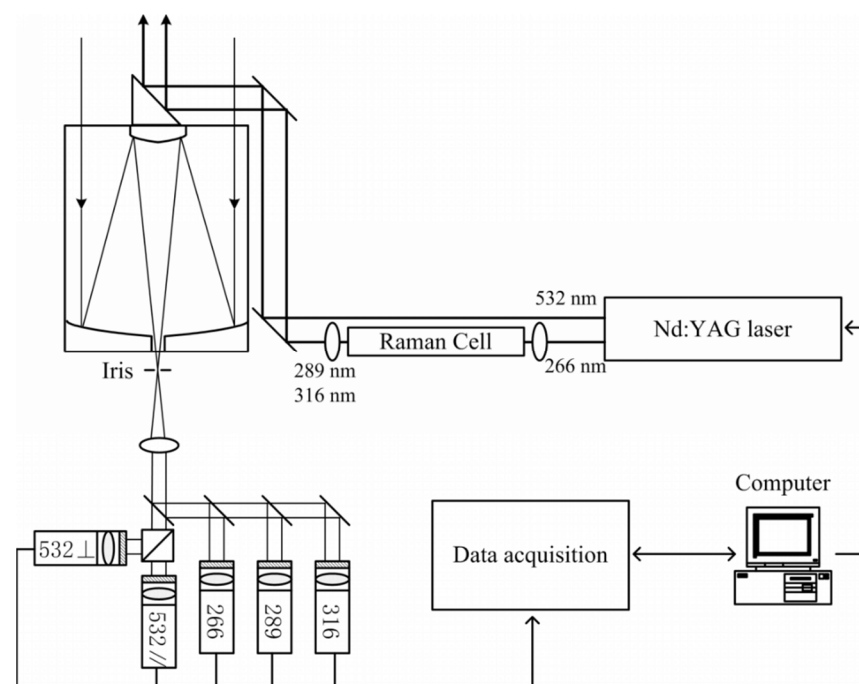 532 nm
Nd:YAG laser
Raman Cell
Iris
289 nm
266 nm
316 nm
Computer
532⊥
Data acquisition
532//
266
289
316